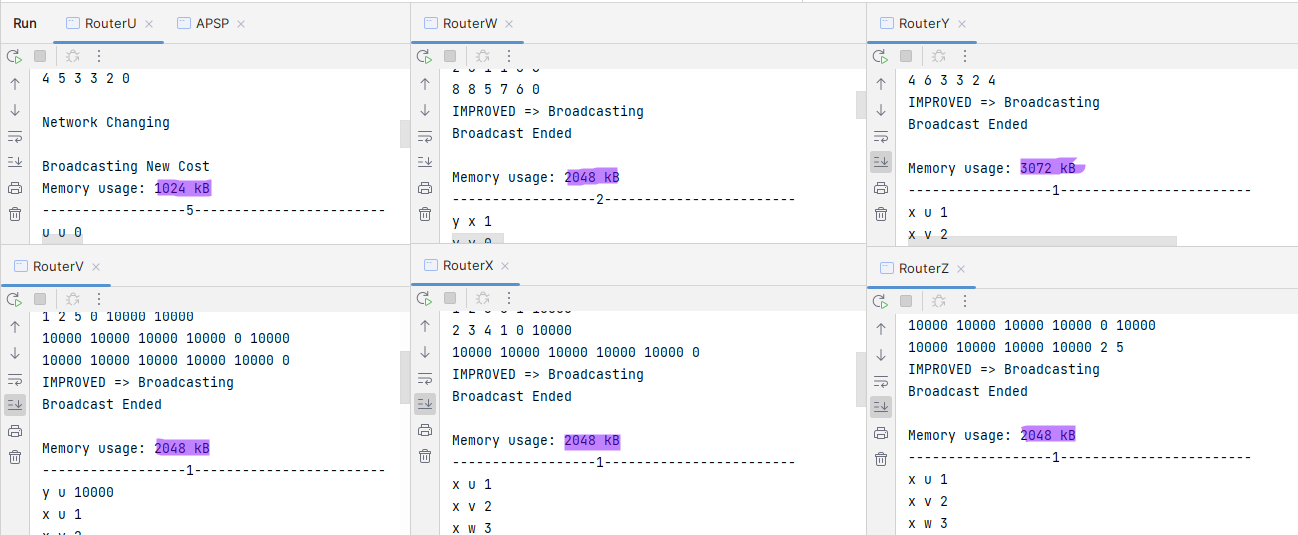 Run RouterU APSP
4 5 3 3 2 0
Network Changing
Broadcasting New Cost
Memory usage: 1024 kB
------------------5------------------------
u u 0
RouterW
8 8 5 7 6 0
IMPROVED => Broadcasting
Broadcast Ended
Memory usage: 2048 kB
------------------2------------------------
y x 1
RouterY
4 6 3 3 2 4
IMPROVED => Broadcasting
Broadcast Ended
Memory usage: 3072 kB
------------------1------------------------
x u 1
x v 2
RouterV
1 2 5 0 10000 10000
10000 10000 10000 10000 0 10000
10000 10000 10000 10000 10000 0
IMPROVED => Broadcasting
Broadcast Ended
Memory usage: 2048 kB
------------------1------------------------
y u 10000
x u 1
RouterX
2 3 4 1 0 10000
10000 10000 10000 10000 10000 0
IMPROVED => Broadcasting
Broadcast Ended
Memory usage: 2048 kB
------------------1------------------------
x u 1
x v 2
x w 3
RouterZ
10000 10000 10000 10000 0 10000
10000 10000 10000 10000 2 5
IMPROVED => Broadcasting
Broadcast Ended
Memory usage: 2048 kB
------------------1------------------------
x u 1
x v 2
x w 3